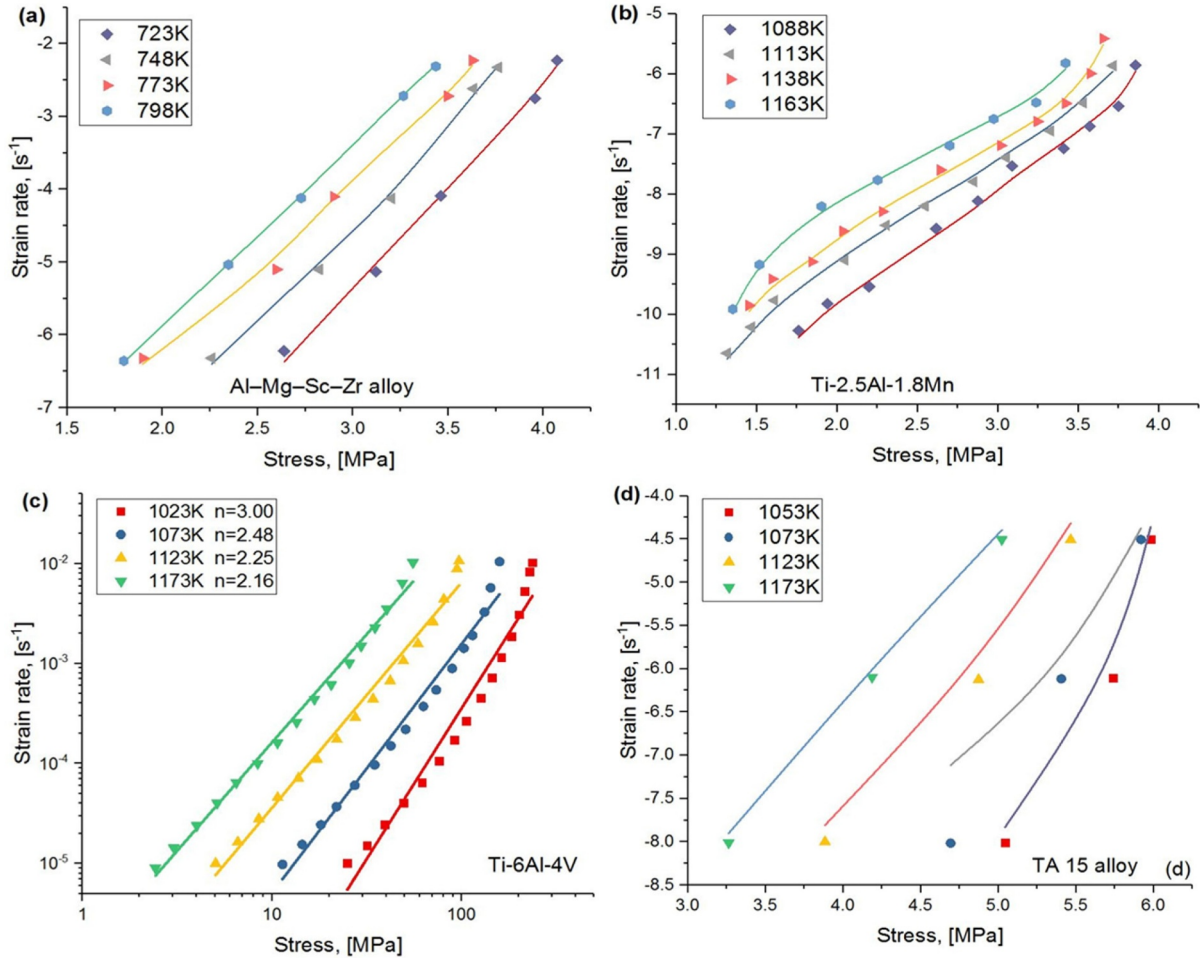 (a)
723K
748K
773K
798K
-2
-3
-4
-5
-6
-7
1.5 2.0 2.5 3.0 3.5 4.0
Strain rate, [s⁻¹]
Stress, [MPa]
Al–Mg–Sc–Zr alloy
(b)
1088K
1113K
1138K
1163K
-5
-6
-7
-8
-9
-10
-11
1.0 1.5 2.0 2.5 3.0 3.5 4.0
Strain rate, [s⁻¹]
Stress, [MPa]
Ti-2.5Al-1.8Mn
(c)
1023K n=3.00
1073K n=2.48
1123K n=2.25
1173K n=2.16
10⁻²
10⁻³
10⁻⁴
10⁻⁵
1 10 100
Strain rate, [s⁻¹]
Stress, [MPa]
Ti-6Al-4V
(d)
1053K
1073K
1123K
1173K
-4.0
-4.5
-5.0
-5.5
-6.0
-6.5
-7.0
-7.5
-8.0
-8.5
3.0 3.5 4.0 4.5 5.0 5.5 6.0
Strain rate, [s⁻¹]
Stress, [MPa]
TA 15 alloy
(d)